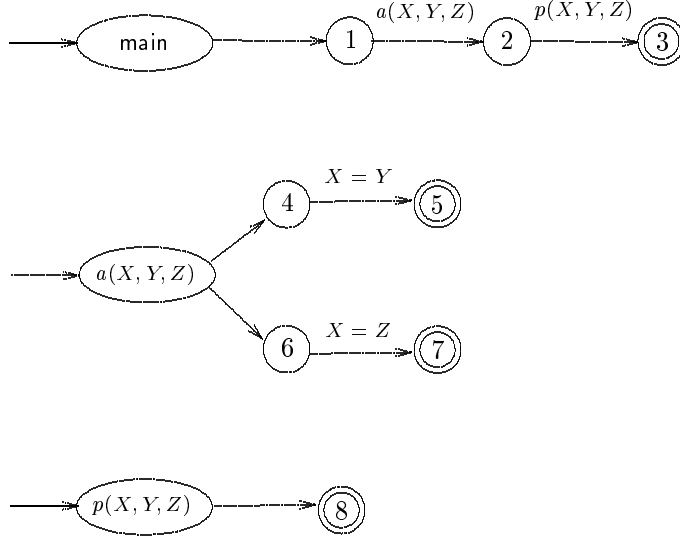 main 1 a(X, Y, Z) 2 p(X, Y, Z) 3
4 X = Y 5
a(X, Y, Z)
6 X = Z 7
p(X, Y, Z) 8